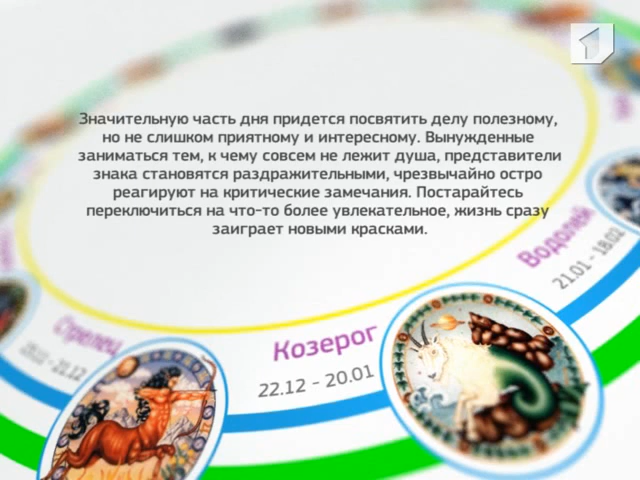 Значительную часть дня придется посвятить делу полезному,
но не слишком приятному и интересному. Вынужденные
заниматься тем, к чему совсем не лежит душа, представители
знака становятся раздражительными, чрезвычайно остро
реагируют на критические замечания. Постарайтесь
переключиться на что-то более увлекательное, жизнь сразу
заиграет новыми красками.
Водолей
21.01 - 18.02
Стрелец
Козерог
22.12 - 20.01
1